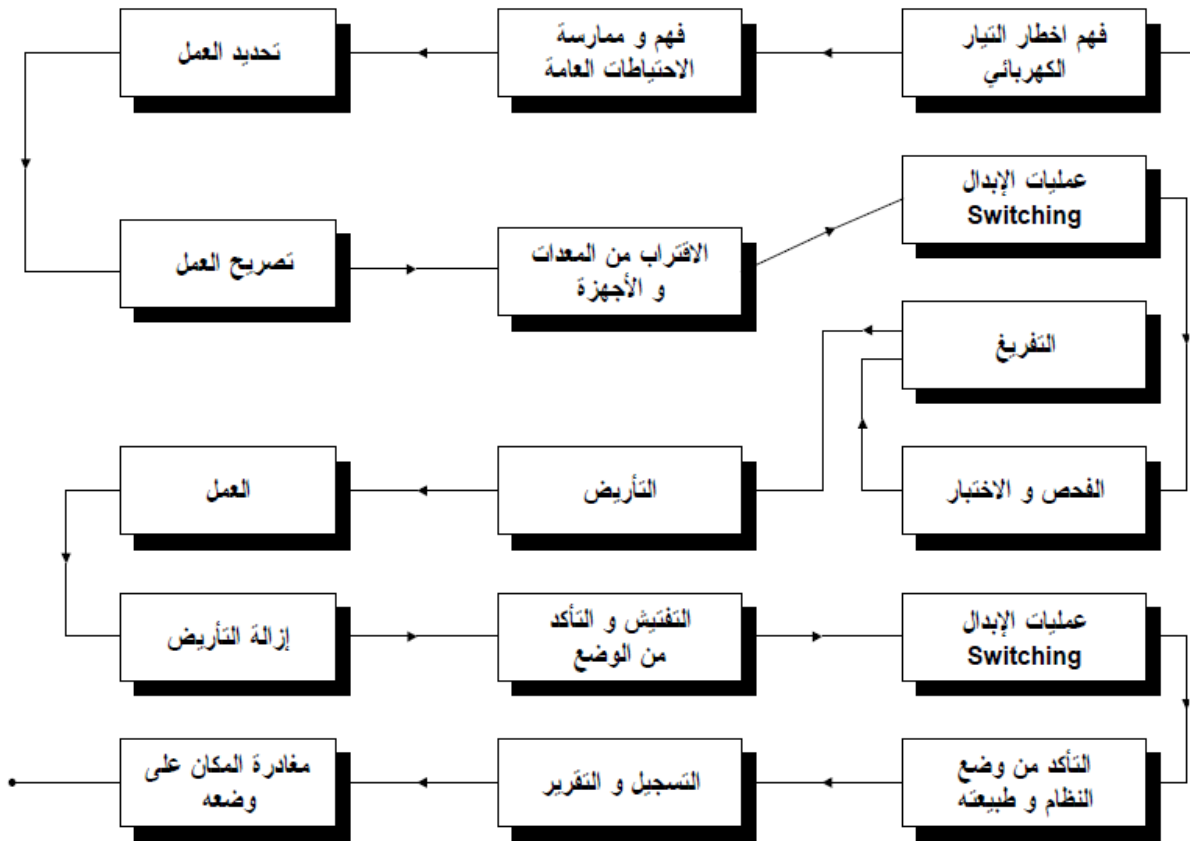 فهم اخطار التيار
الكهربائي
فهم و ممارسة
الاحتياطات العامة
تحديد العمل
تصريح العمل
الاقتراب من المعدات
و الأجهزة
عمليات الإبدال
Switching
الفحص و الاختبار
التفريغ
التأريض
العمل
إزالة التأريض
التفتيش و التأكد
من الوضع
عمليات الإبدال
Switching
التأكد من وضع
النظام و طبيعته
التسجيل و التقرير
مغادرة المكان على
وضعه